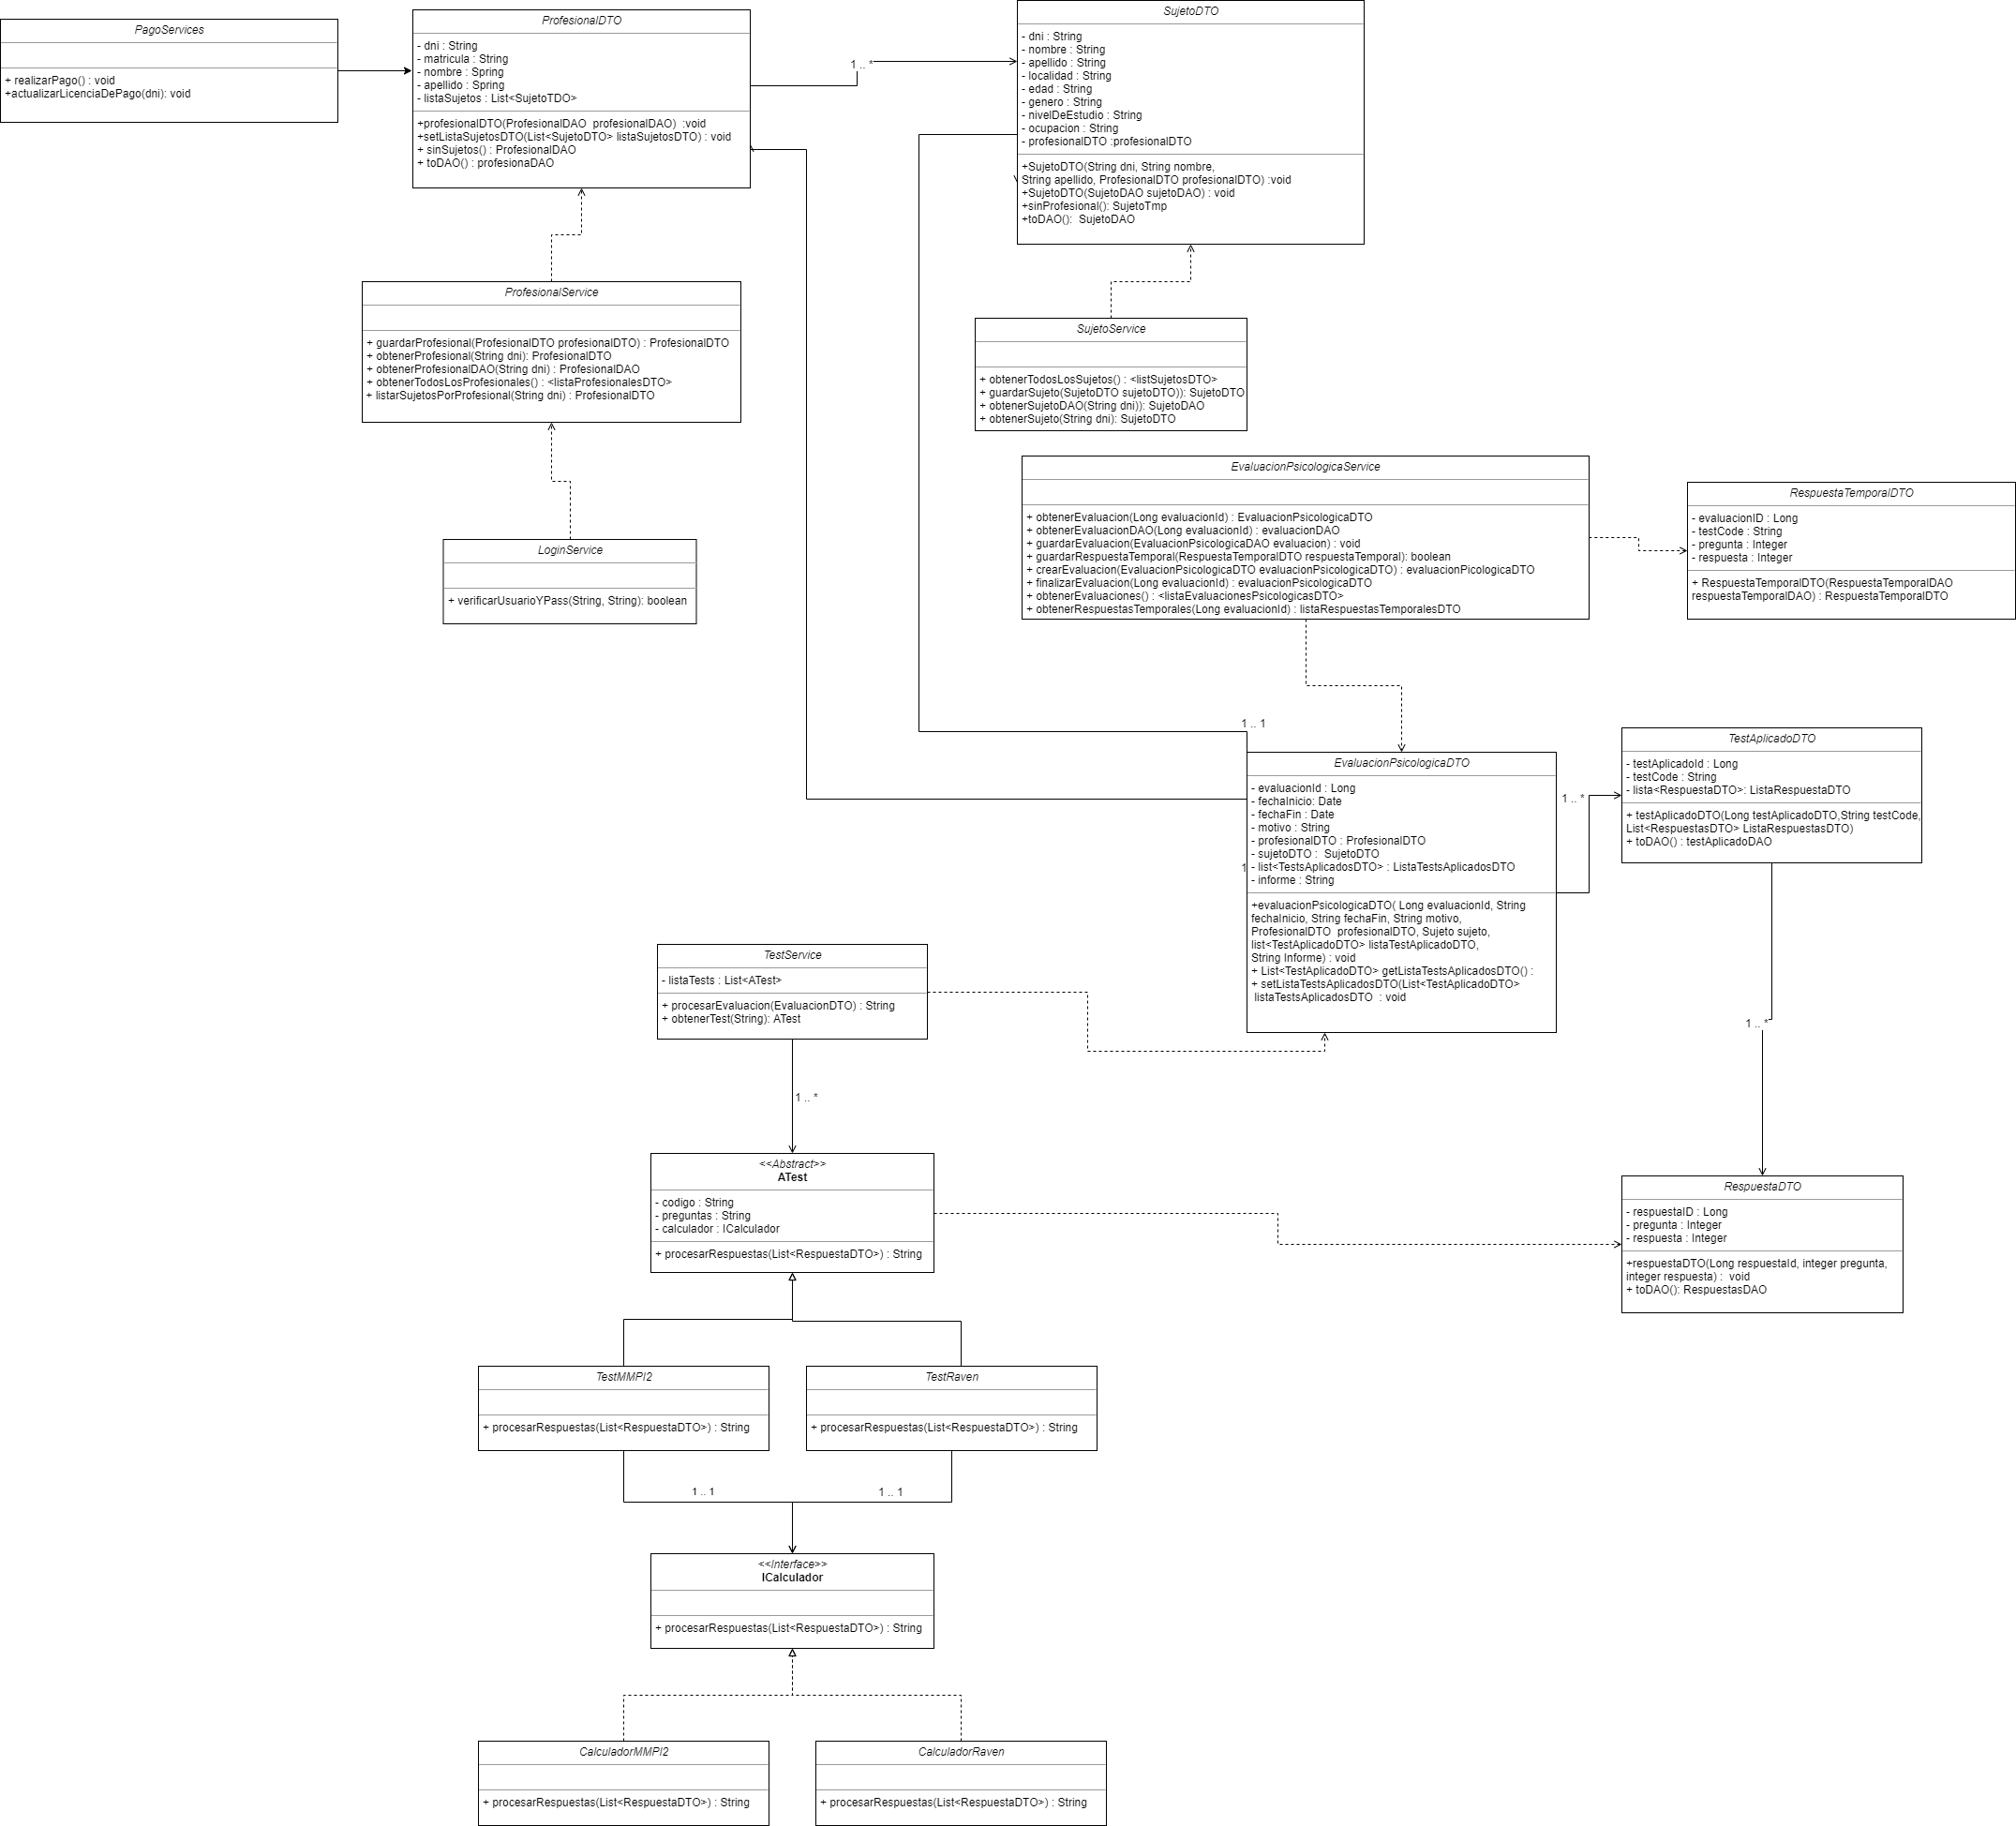 PagoServices
+ realizarPago() : void
+actualizarLicenciaDePago(dni): void
ProfesionalDTO
- dni : String
- matricula : String
- nombre : Spring
- apellido : Spring
- listaSujetos : List<SujetoTDO>
+profesionalDTO(ProfesionalDAO profesionalDAO) :void
+setListaSujetosDTO(List<SujetoDTO> listaSujetosDTO) : void
+ sinSujetos() : ProfesionalDAO
+ toDAO() : profesionaDAO
1 .. *
SujetoDTO
- dni : String
- nombre : String
- apellido : String
- localidad : String
- edad : String
- genero : String
- nivelDeEstudio : String
- ocupacion : String
- profesionalDTO :profesionalDTO
+SujetoDTO(String dni, String nombre,
String apellido, ProfesionalDTO profesionalDTO) :void
+SujetoDTO(SujetoDAO sujetoDAO) : void
+sinProfesional(): SujetoTmp
+toDAO(): SujetoDAO
ProfesionalService
+ guardarProfesional(ProfesionalDTO profesionalDTO) : ProfesionalDTO
+ obtenerProfesional(String dni): ProfesionalDTO
+ obtenerProfesionalDAO(String dni) : ProfesionalDAO
+ obtenerTodosLosProfesionales() : <listaProfesionalesDTO>
+ listarSujetosPorProfesional(String dni) : ProfesionalDTO
SujetoService
+ obtenerTodosLosSujetos() : <listSujetosDTO>
+ guardarSujeto(SujetoDTO sujetoDTO)): SujetoDTO
+ obtenerSujetoDAO(String dni)): SujetoDAO
+ obtenerSujeto(String dni): SujetoDTO
LoginService
+ verificarUsuarioYPass(String, String): boolean
EvaluacionPsicologicaService
+ obtenerEvaluacion(Long evaluacionId) : EvaluacionPsicologicaDTO
+ obtenerEvaluacionDAO(Long evaluacionId) : evaluacionDAO
+ guardarEvaluacion(EvaluacionPsicologicaDAO evaluacion) : void
+ guardarRespuestaTemporal(RespuestaTemporalDTO respuestaTemporal): boolean
+ crearEvaluacion(EvaluacionPsicologicaDTO evaluacionPsicologicaDTO) : evaluacionPicologicaDTO
+ finalizarEvaluacion(Long evaluacionId) : evaluacionPsicologicaDTO
+ obtenerEvaluaciones() : <listaEvaluacionesPsicologicasDTO>
+ obtenerRespuestasTemporales(Long evaluacionId) : listaRespuestasTemporalesDTO
RespuestaTemporalDTO
- evaluacionID : Long
- testCode : String
- pregunta : Integer
- respuesta : Integer
+ RespuestaTemporalDTO(RespuestaTemporalDAO
respuestaTemporalDAO) : RespuestaTemporalDTO
1 .. 1
EvaluacionPsicologicaDTO
- evaluacionId : Long
- fechaInicio: Date
- fechaFin : Date
- motivo : String
- profesionalDTO : ProfesionalDTO
- sujetoDTO : SujetoDTO
- list<TestsAplicadosDTO> : ListaTestsAplicadosDTO
- informe : String
+evaluacionPsicologicaDTO( Long evaluacionId, String
fechaInicio, String fechaFin, String motivo,
ProfesionalDTO profesionalDTO, Sujeto sujeto,
list<TestAplicadoDTO> listaTestAplicadoDTO,
String Informe) : void
+ List<TestAplicadoDTO> getListaTestsAplicadosDTO() :
+ setListaTestsAplicadosDTO(List<TestAplicadoDTO>
listaTestsAplicadosDTO : void
1
1 .. *
TestAplicadoDTO
- testAplicadoId : Long
- testCode : String
- lista<RespuestaDTO>: ListaRespuestaDTO
+ testAplicadoDTO(Long testAplicadoDTO,String testCode,
List<RespuestasDTO> ListaRespuestasDTO)
+ toDAO() : testAplicadoDAO
1 .. *
TestService
- listaTests : List<ATest>
+ procesarEvaluacion(EvaluacionDTO) : String
+ obtenerTest(String): ATest
1 .. *
<<Abstract>>
ATest
- codigo : String
- preguntas : String
- calculador : ICalculador
+ procesarRespuestas(List<RespuestaDTO>) : String
RespuestaDTO
- respuestaID : Long
- pregunta : Integer
- respuesta : Integer
+respuestaDTO(Long respuestaId, integer pregunta,
integer respuesta) : void
+ toDAO(): RespuestasDAO
TestMMPI2
+ procesarRespuestas(List<RespuestaDTO>) : String
TestRaven
+ procesarRespuestas(List<RespuestaDTO>) : String
1 .. 1
1 .. 1
<<Interface>>
ICalculador
+ procesarRespuestas(List<RespuestaDTO>) : String
CalculadorMMPI2
+ procesarRespuestas(List<RespuestaDTO>) : String
CalculadorRaven
+ procesarRespuestas(List<RespuestaDTO>) : String